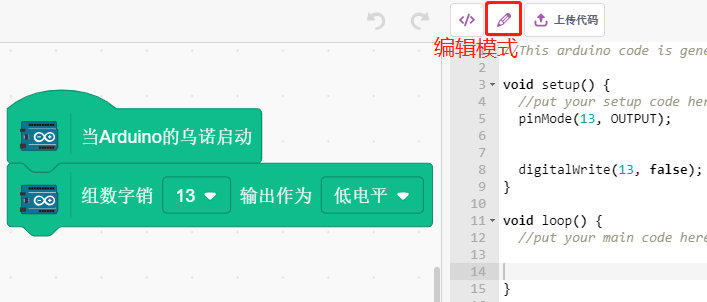 上传代码
编辑模式
//This arduino code is gene
2
3 void setup() {
4 //put your setup code her
5 pinMode(13, OUTPUT);
6
7
8 digitalWrite(13, false);
9 }
10
11 void loop() {
12 //put your main code here
13
14
15 }
当Arduino的乌诺启动
组数字销 13 输出作为 低电平